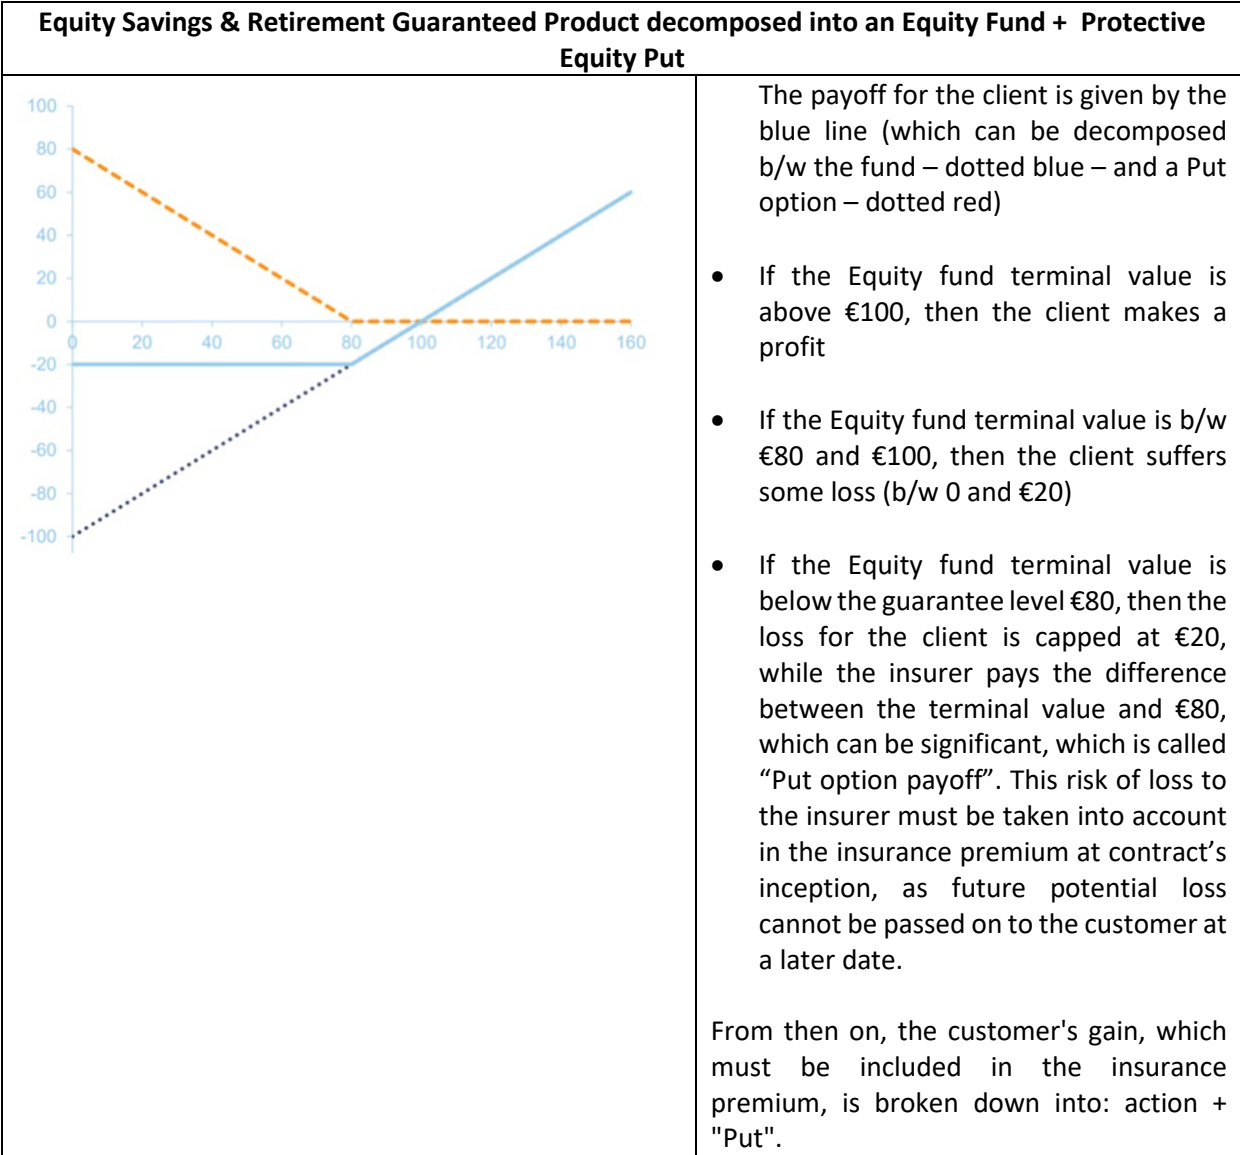 Equity Savings & Retirement Guaranteed Product decomposed into an Equity Fund + Protective
Equity Put
100
80
60
40
20
0
-20
-40
-60
-80
-100
0 20 40 60 80 100 120 140 160
The payoff for the client is given by the
blue line (which can be decomposed
b/w the fund – dotted blue – and a Put
option – dotted red)
• If the Equity fund terminal value is
above €100, then the client makes a
profit
• If the Equity fund terminal value is b/w
€80 and €100, then the client suffers
some loss (b/w 0 and €20)
• If the Equity fund terminal value is
below the guarantee level €80, then the
loss for the client is capped at €20,
while the insurer pays the difference
between the terminal value and €80,
which can be significant, which is called
“Put option payoff”. This risk of loss to
the insurer must be taken into account
in the insurance premium at contract’s
inception, as future potential loss
cannot be passed on to the customer at
a later date.
From then on, the customer's gain, which
must be included in the insurance
premium, is broken down into: action +
"Put".